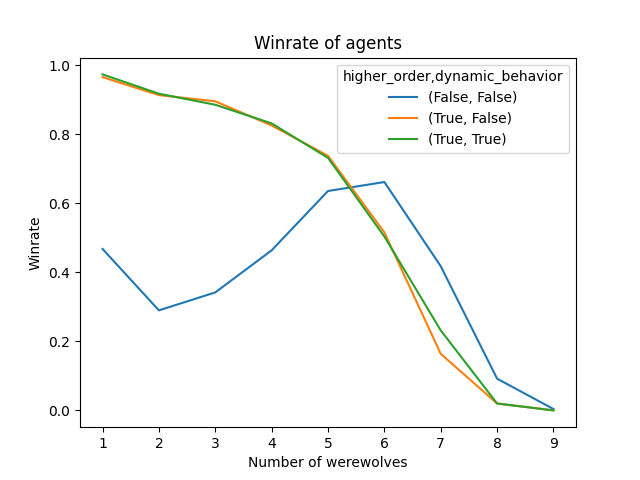 Winrate of agents
higher_order,dynamic_behavior
(False, False)
(True, False)
(True, True)
Winrate
1.0
0.8
0.6
0.4
0.2
0.0
1 2 3 4 5 6 7 8 9
Number of werewolves